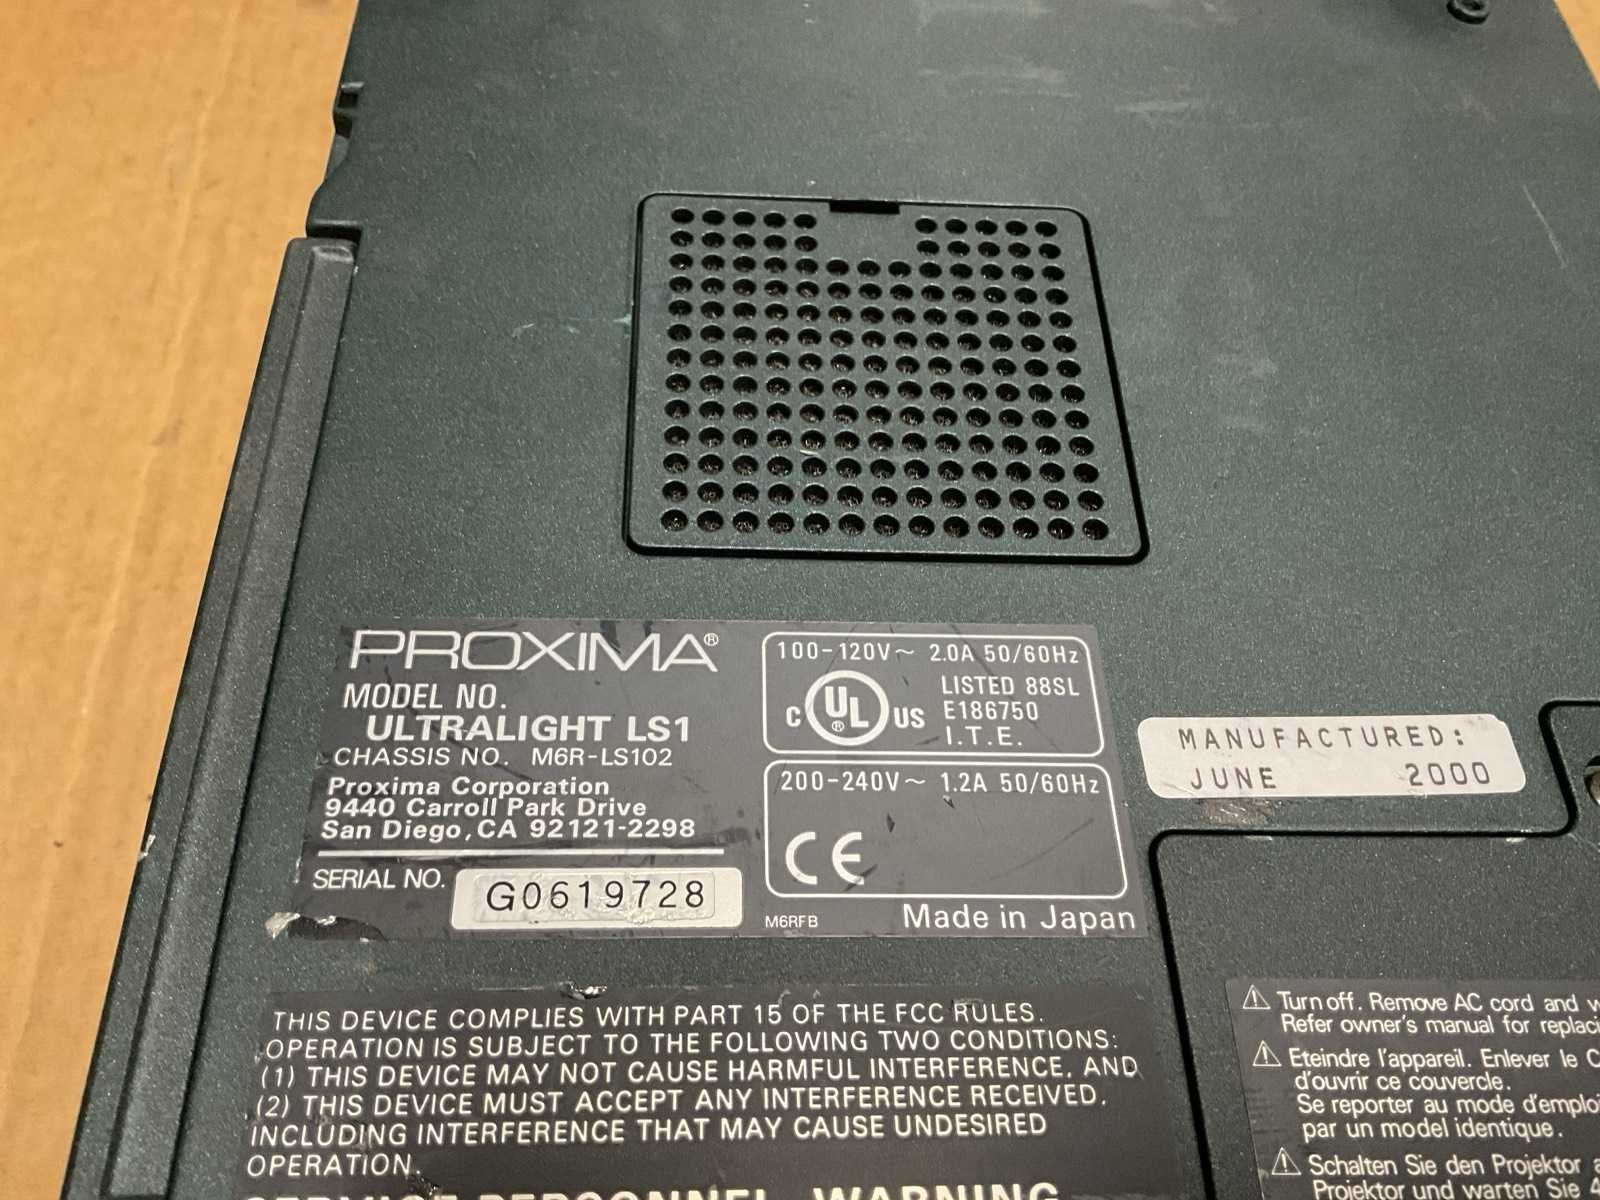 PROXIMA®
MODEL NO.
ULTRALIGHT LS1
CHASSIS NO. M6R-LS102
Proxima Corporation
9440 Carroll Park Drive
San Diego, CA 92121-2298
SERIAL NO. G0619728
100-120V~ 2.0A 50/60Hz
C UL® US
LISTED 88SL
E186750
I.T.E.
200-240V~ 1.2A 50/60Hz
CE
M6RFB
Made in Japan
MANUFACTURED:
JUNE 2000
THIS DEVICE COMPLIES WITH PART 15 OF THE FCC RULES.
OPERATION IS SUBJECT TO THE FOLLOWING TWO CONDITIONS:
(1) THIS DEVICE MAY NOT CAUSE HARMFUL INTERFERENCE, AND
(2) THIS DEVICE MUST ACCEPT ANY INTERFERENCE RECEIVED,
INCLUDING INTERFERENCE THAT MAY CAUSE UNDESIRED
OPERATION.
SERVICE PERSONNEL WARNING
⚠ Turn off. Remove AC cord and
Refer owner's manual for
⚠ Eteindre l'appareil. Enlever le
d'ouvrir ce couvercle.
Se reporter au mode
par un model identique.
⚠ Schalten Sie den Projektor
Projektor und warten Sie